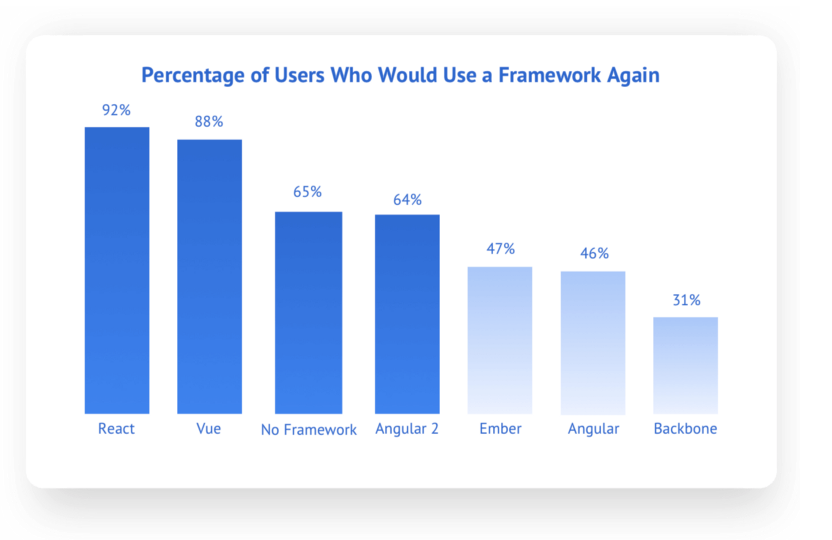 Percentage of Users Who Would Use a Framework Again
92%
88%
65%
64%
47%
46%
31%
React
Vue
No Framework
Angular 2
Ember
Angular
Backbone